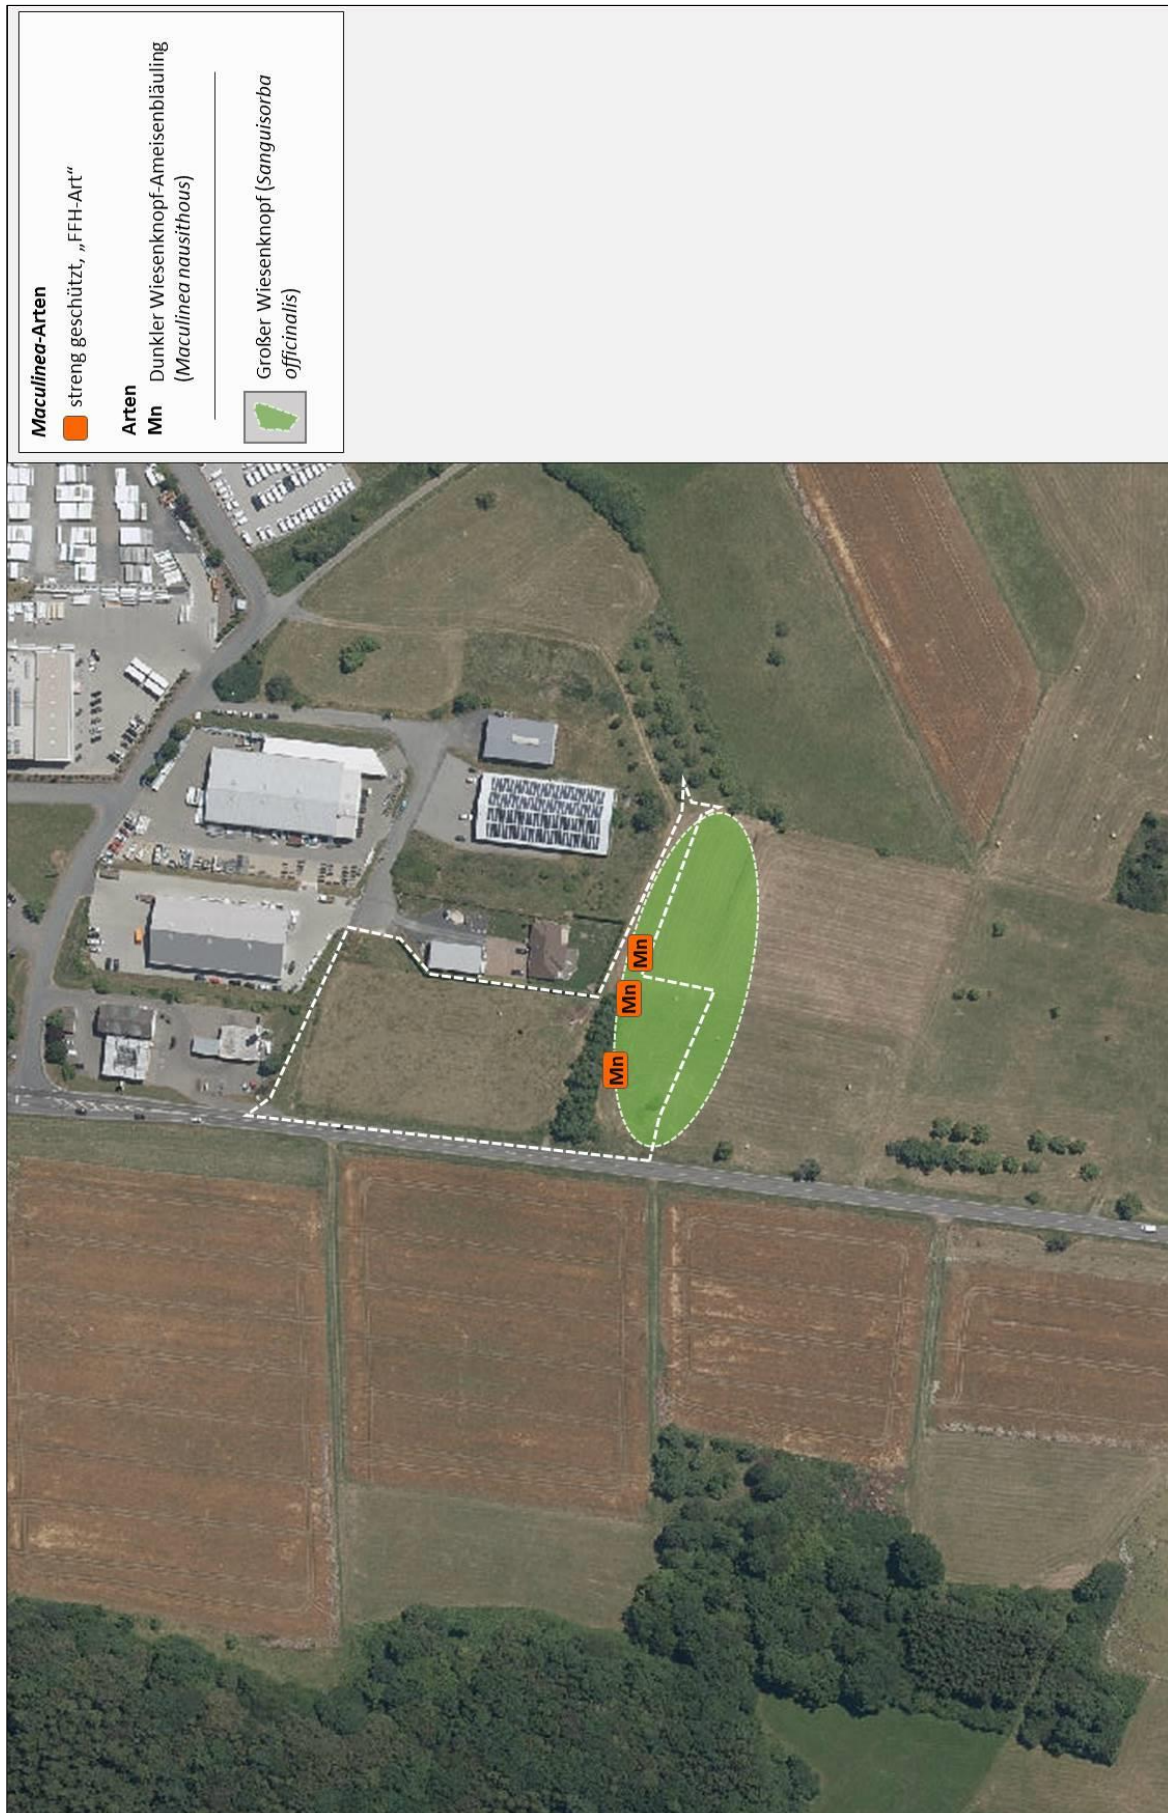 Maculinea-Arten
streng geschützt, „FFH-Art“
Arten
Mn Dunkler Wiesenknopf-Ameisenbläuling
(Maculinea nausithous)
Großer Wiesenknopf (Sanguisorba
officinalis)
Mn
Mn
Mn